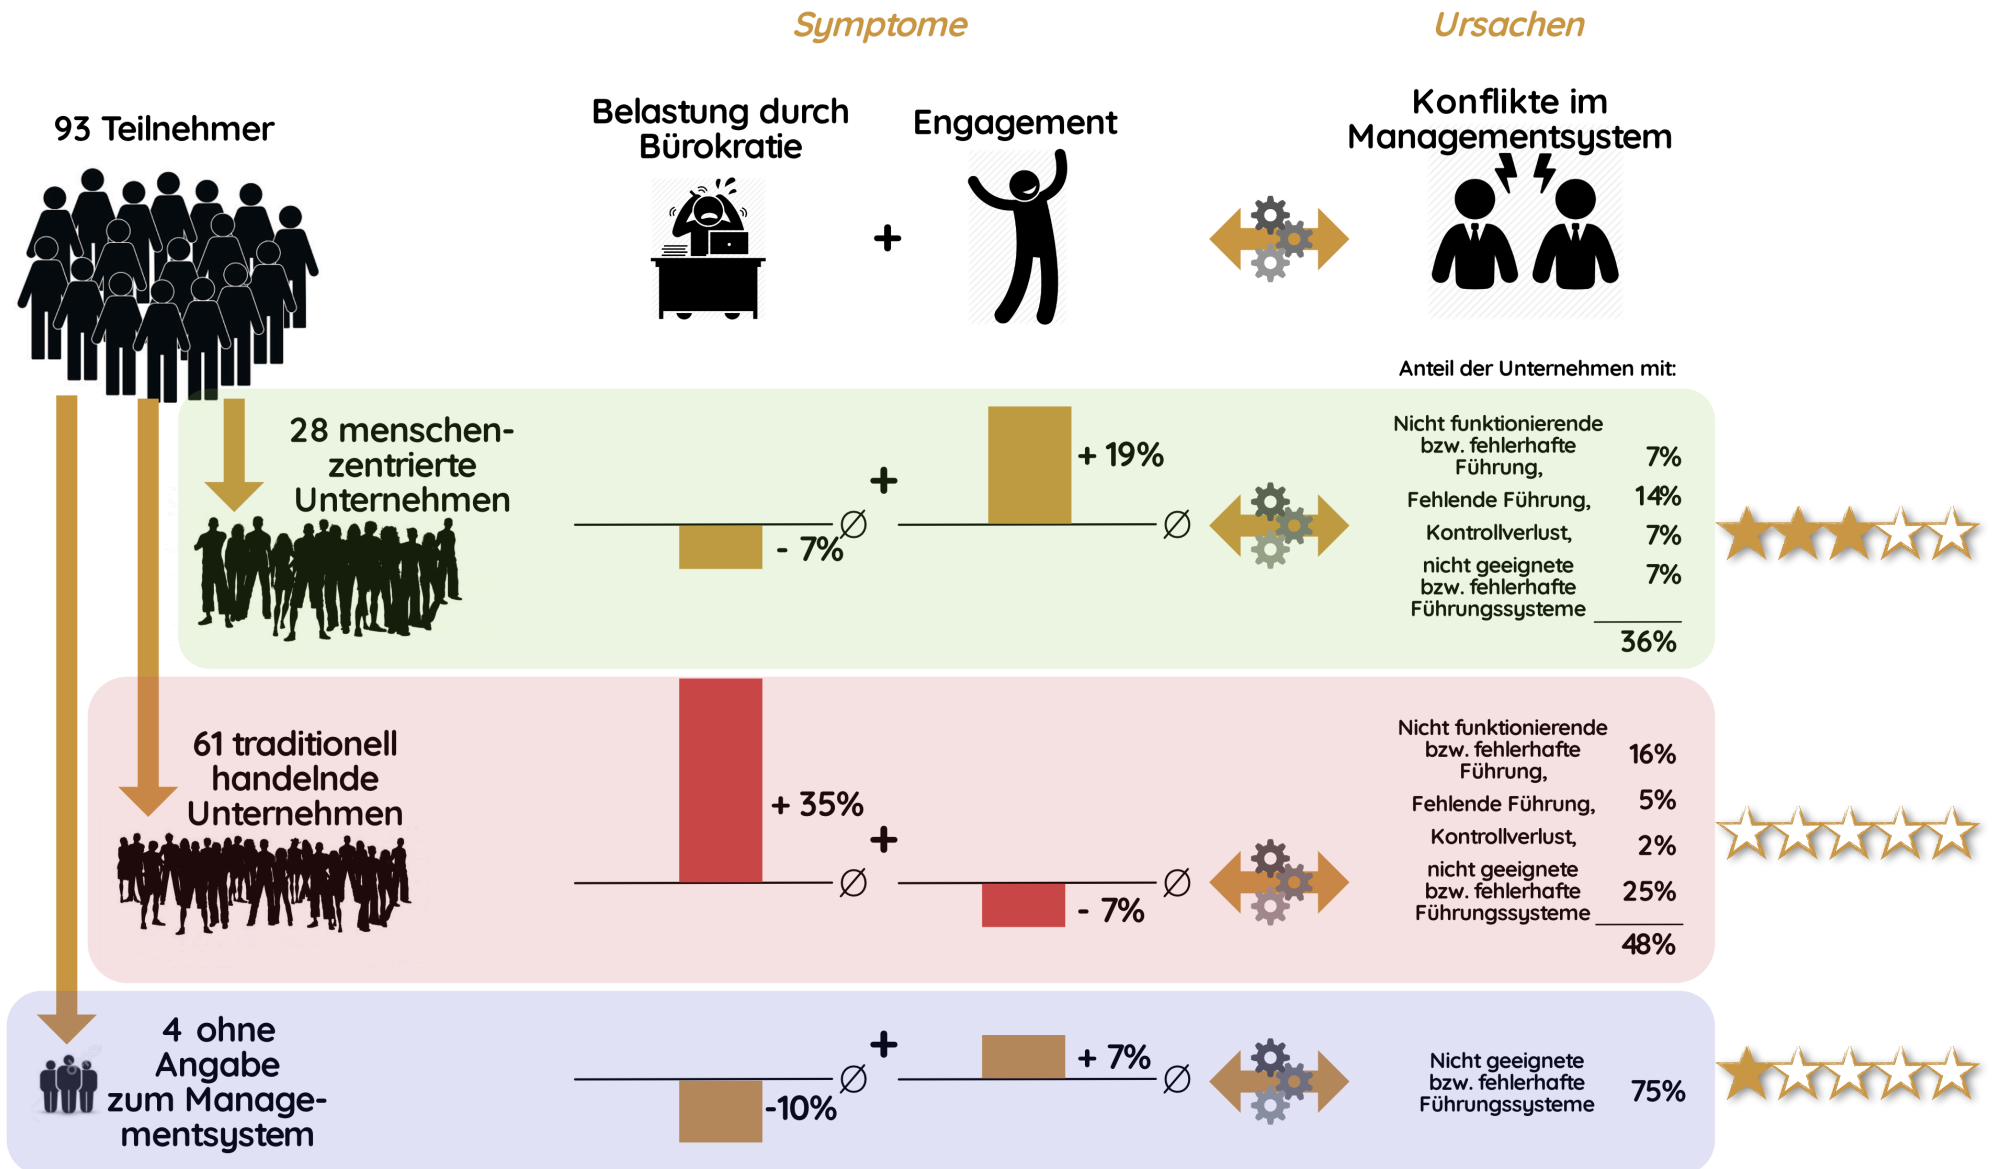 Symptome
Ursachen
93 Teilnehmer
Belastung durch
Bürokratie
+
Engagement
Konflikte im
Managementsystem
Anteil der Unternehmen mit:
28 menschen-
zentrierte
Unternehmen
- 7%
Ø
+
+ 19%
Ø
Nicht funktionierende
bzw. fehlerhafte
Führung,
7%
Fehlende Führung,
14%
Kontrollverlust,
7%
nicht geeignete
bzw. fehlerhafte
Führungssysteme
7%
36%
61 traditionell
handelnde
Unternehmen
+ 35%
Ø
+
- 7%
Ø
Nicht funktionierende
bzw. fehlerhafte
Führung,
16%
Fehlende Führung,
5%
Kontrollverlust,
2%
nicht geeignete
bzw. fehlerhafte
Führungssysteme
25%
48%
4 ohne
Angabe
zum Manage-
mentsystem
-10%
Ø
+
+ 7%
Ø
Nicht geeignete
bzw. fehlerhafte
Führungssysteme
75%